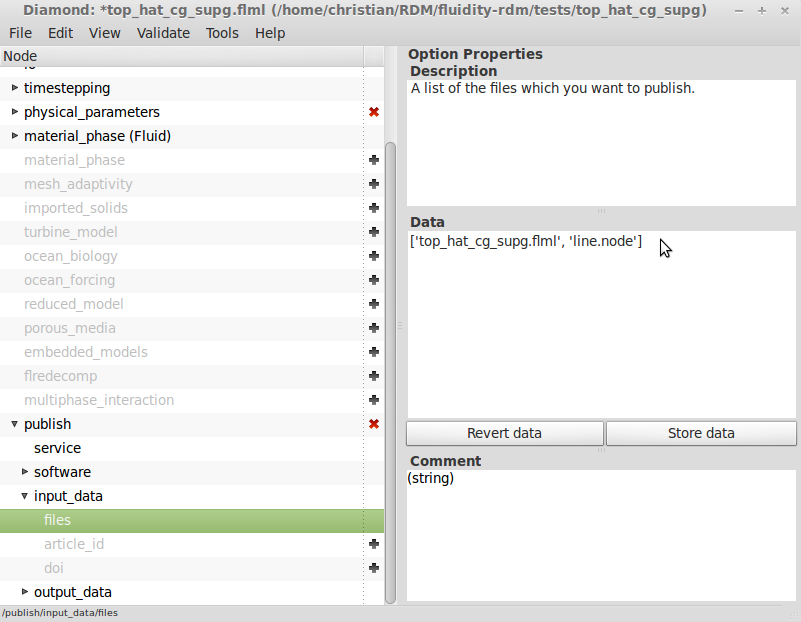 Diamond: *top_hat_cg_supg.flml (/home/christian/RDM/fluidity-rdm/tests/top_hat_cg_supg)
File Edit View Validate Tools Help
Node
timestepping
physical_parameters
material_phase (Fluid)
material_phase
mesh_adaptivity
imported_solids
turbine_model
ocean_biology
ocean_forcing
reduced_model
porous_media
embedded_models
flredecomp
multiphase_interaction
publish
service
software
input_data
files
article_id
doi
output_data
Option Properties
Description
A list of the files which you want to publish.
Data
['top_hat_cg_supg.flml', 'line.node']
Revert data
Store data
Comment
(string)
/publish/input_data/files